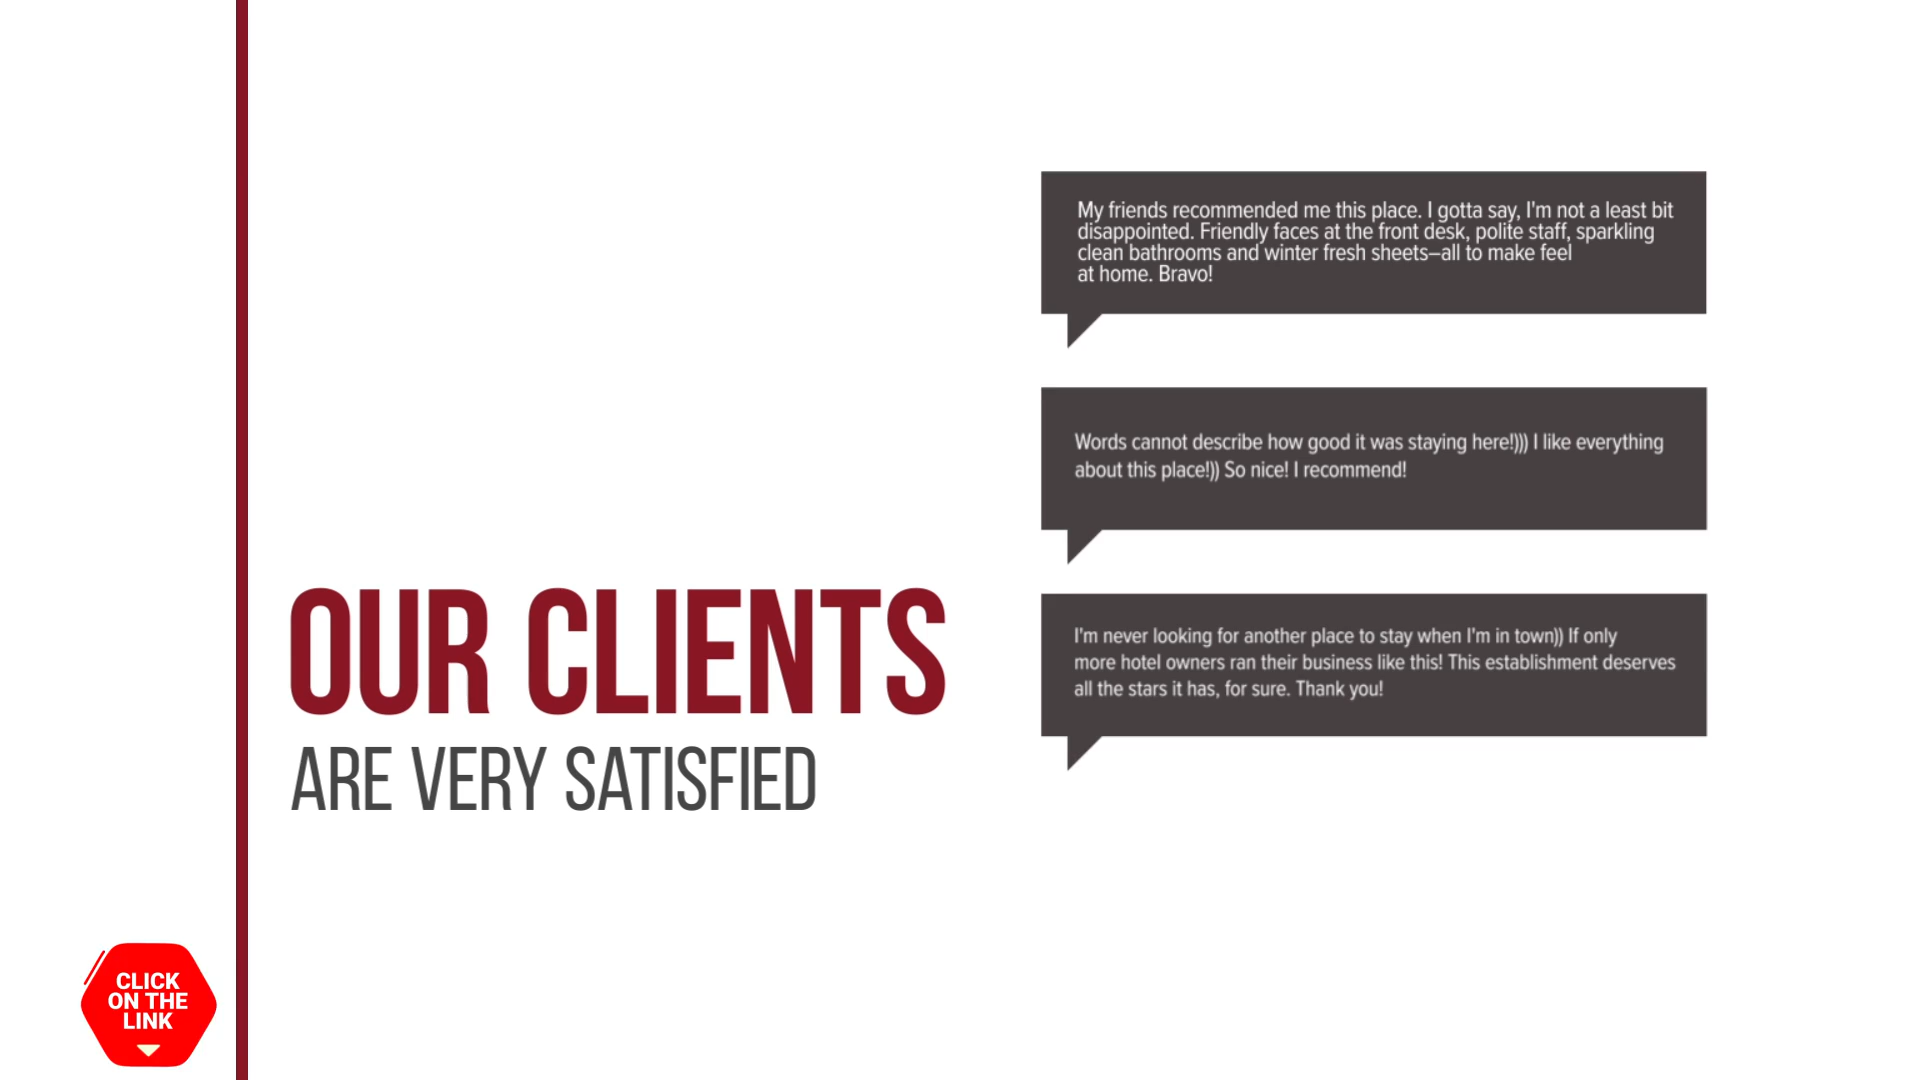 My friends recommended me this place. I gotta say, I'm not a least bit
disappointed. Friendly faces at the front desk, polite staff, sparkling
clean bathrooms and winter fresh sheets–all to make feel
at home. Bravo!
Words cannot describe how good it was staying here!))) I like everything
about this place!)) So nice! I recommend!
I'm never looking for another place to stay when I'm in town)) If only
more hotel owners ran their business like this! This establishment deserves
all the stars it has, for sure. Thank you!
OUR CLIENTS
ARE VERY SATISFIED
CLICK
ON THE
LINK